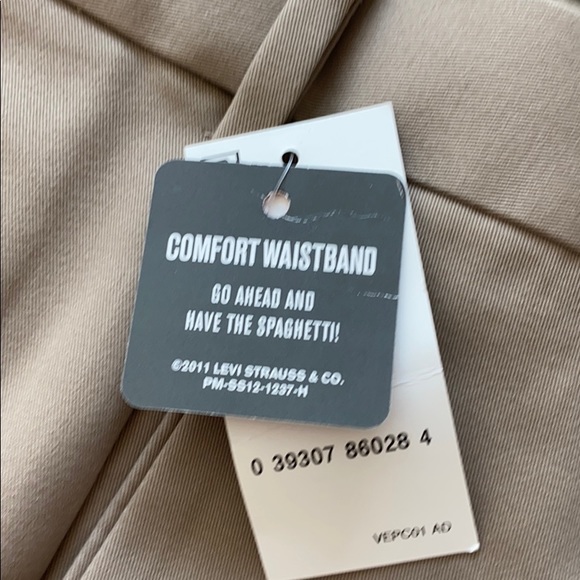 COMFORT WAISTBAND
GO AHEAD AND
HAVE THE SPAGHETTI!
©2011 LEVI STRAUSS & CO.
PM-SS12-1237-H
0 39307 86028 4
VEPC01 AD